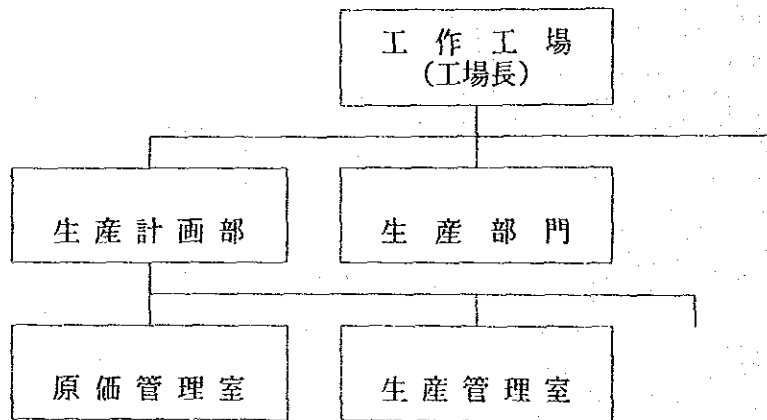 工作工場
(工場長)
生産計画部
生産部門
原価管理室
生産管理室